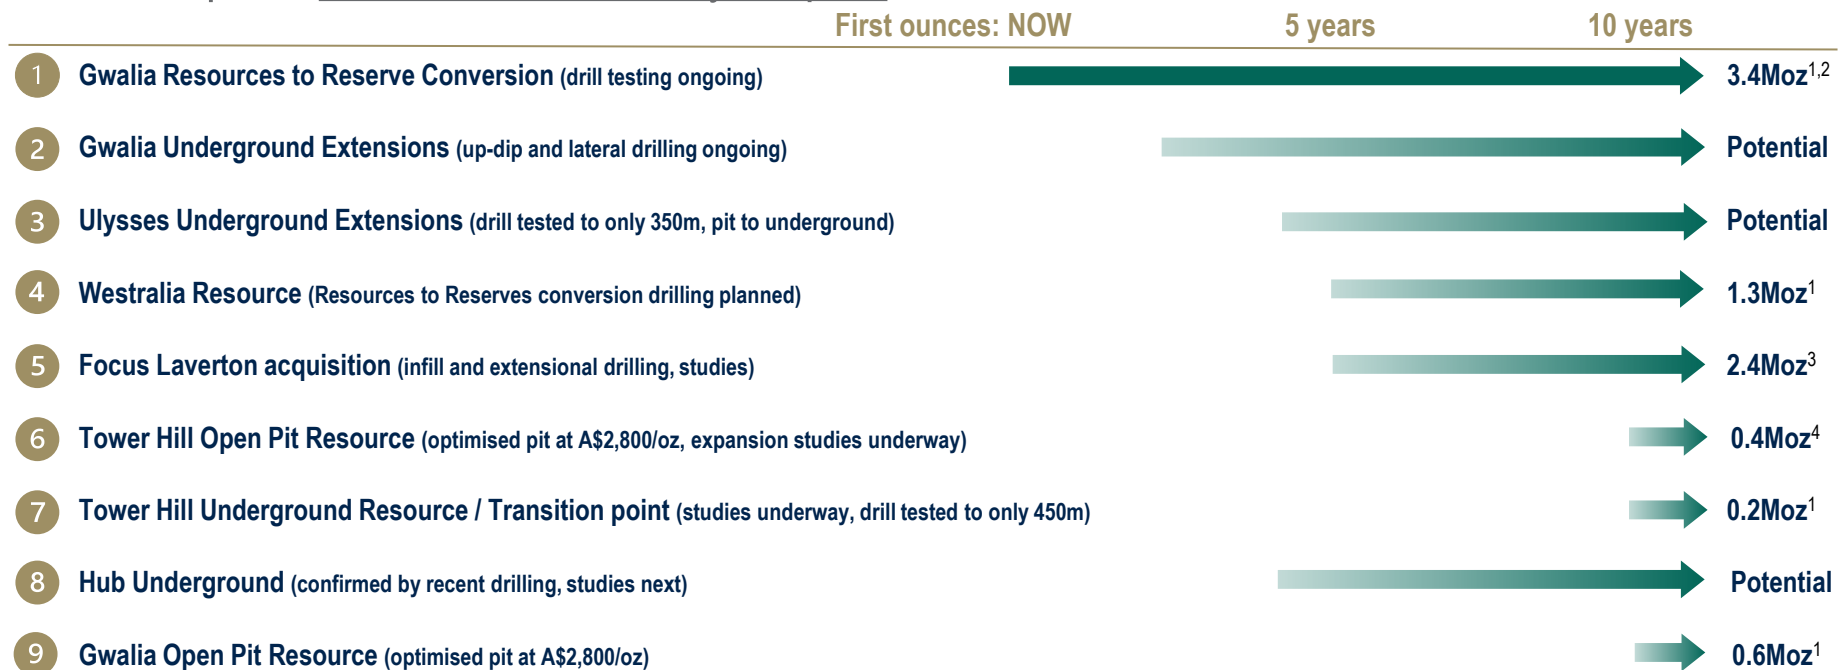 First ounces: NOW 5 years 10 years
1 Gwalia Resources to Reserve Conversion (drill testing ongoing) 3.4Moz1,2
2 Gwalia Underground Extensions (up-dip and lateral drilling ongoing) Potential
3 Ulysses Underground Extensions (drill tested to only 350m, pit to underground) Potential
4 Westralia Resource (Resources to Reserves conversion drilling planned) 1.3Moz1
5 Focus Laverton acquisition (infill and extensional drilling, studies) 2.4Moz3
6 Tower Hill Open Pit Resource (optimised pit at A$2,800/oz, expansion studies underway) 0.4Moz4
7 Tower Hill Underground Resource / Transition point (studies underway, drill tested to only 450m) 0.2Moz1
8 Hub Underground (confirmed by recent drilling, studies next) Potential
9 Gwalia Open Pit Resource (optimised pit at A$2,800/oz) 0.6Moz1